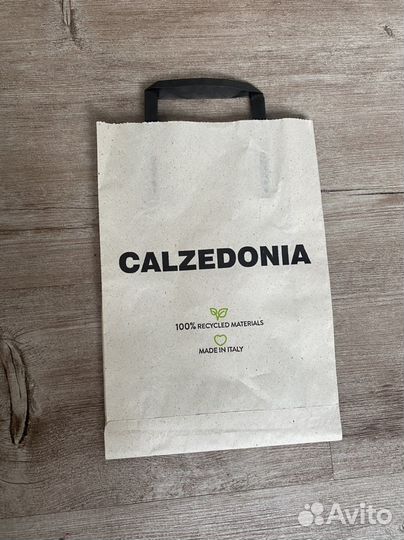 CALZEDONIA
100% RECYCLED MATERIALS
MADE IN ITALY
Avito